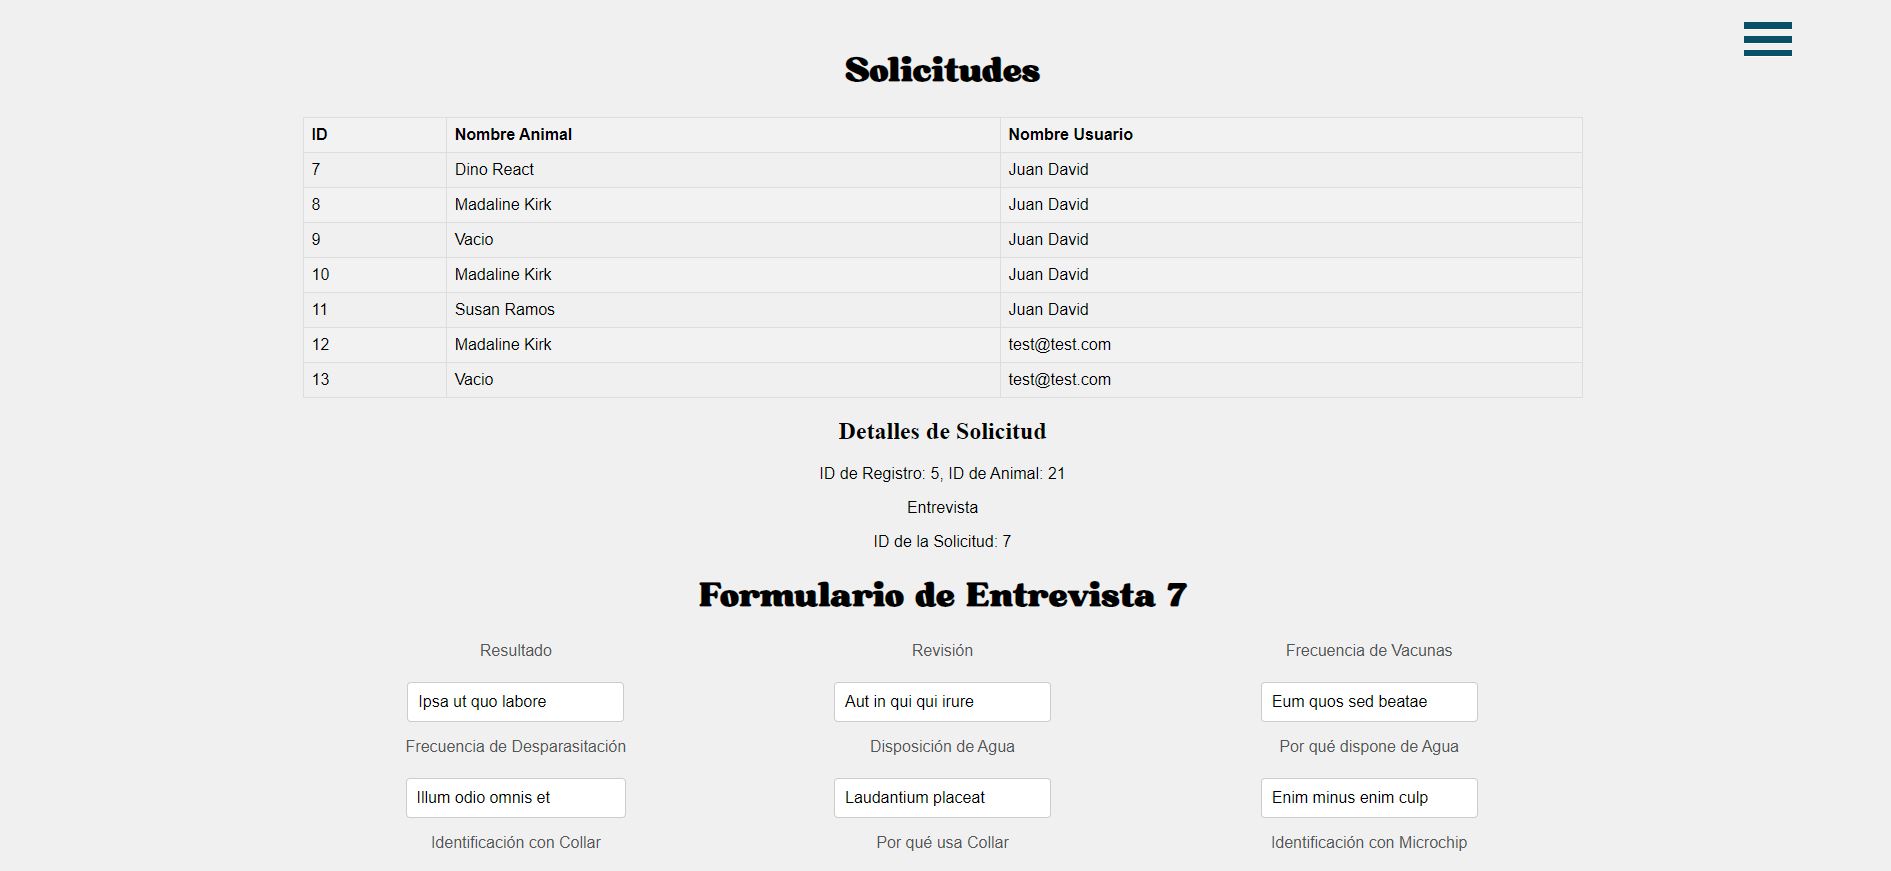 Solicitudes
ID Nombre Animal Nombre Usuario
7 Dino React Juan David
8 Madaline Kirk Juan David
9 Vacio Juan David
10 Madaline Kirk Juan David
11 Susan Ramos Juan David
12 Madaline Kirk test@test.com
13 Vacio test@test.com
Detalles de Solicitud
ID de Registro: 5, ID de Animal: 21
Entrevista
ID de la Solicitud: 7
Formulario de Entrevista 7
Resultado Revisión Frecuencia de Vacunas
Ipsa ut quo labore Aut in qui qui irure Eum quos sed beatae
Frecuencia de Desparasitación Disposición de Agua Por qué dispone de Agua
Illum odio omnis et Laudantium placeat Enim minus enim culp
Identificación con Collar Por qué usa Collar Identificación con Microchip